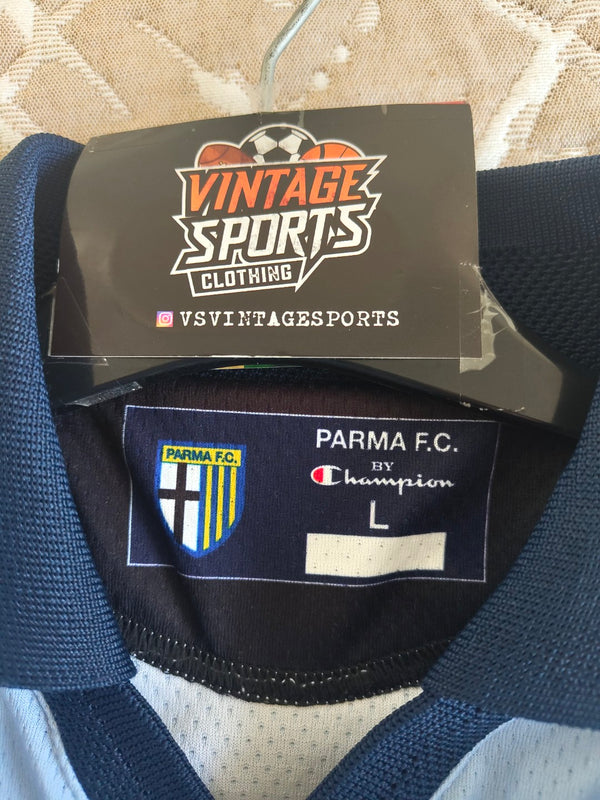 VINTAGE
SPORTS
CLOTHING
VSVINTAGESPORTS
PARMA F.C.
PARMA F.C.
BY
Champion
L